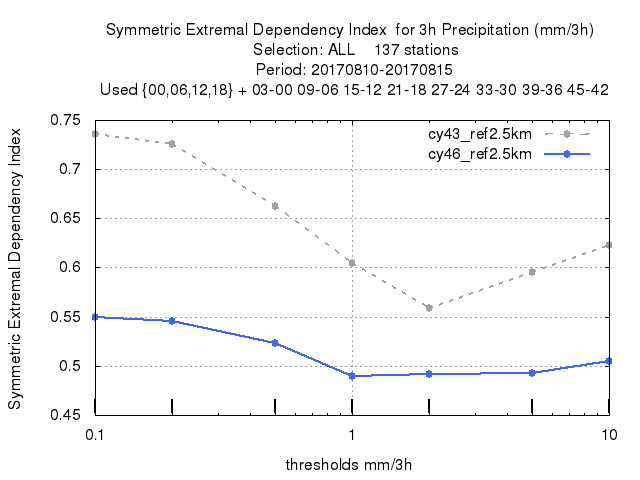 Symmetric Extremal Dependency Index  for 3h Precipitation (mm/3h)
Selection: ALL    137 stations
Period: 20170810-20170815
Used {00,06,12,18} + 03-00 09-06 15-12 21-18 27-24 33-30 39-36 45-42
Symmetric Extremal Dependency Index
0.75
0.7
0.65
0.6
0.55
0.5
0.45
cy43_ref2.5km
cy46_ref2.5km
0.1 1 10
thresholds mm/3h